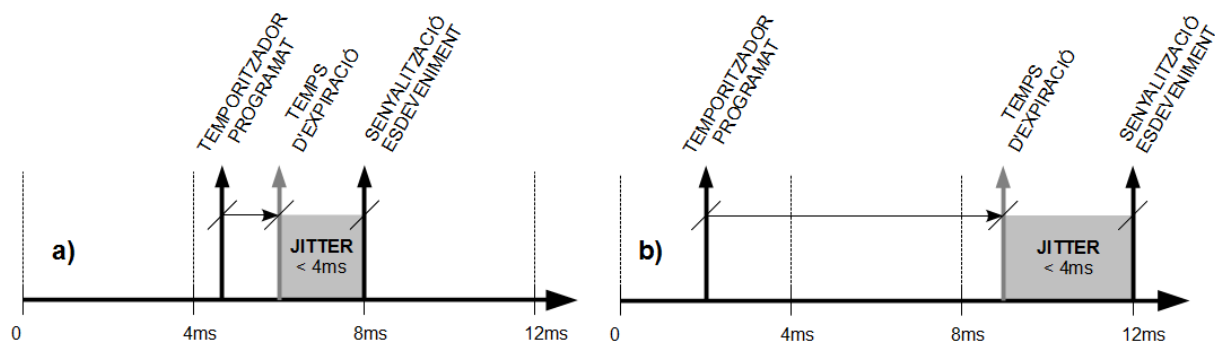 TEMPORITZADOR
PROGRAMAT
TEMPS
D'EXPIRACIÓ
SENYALITZACIÓ
ESDEVENIMENT
a)
JITTER
< 4ms
0
4ms
8ms
12ms
TEMPORITZADOR
PROGRAMAT
TEMPS
D'EXPIRACIÓ
SENYALITZACIÓ
ESDEVENIMENT
b)
JITTER
< 4ms
0
4ms
8ms
12ms